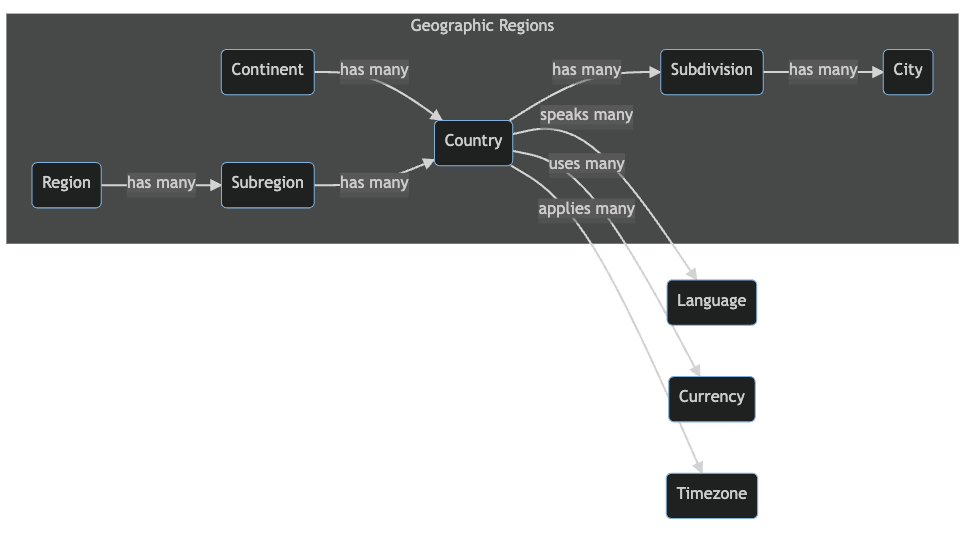 Geographic Regions
Continent
has many
Country
has many
Subdivision
has many
City
speaks many
Region
has many
Subregion
has many
uses many
applies many
Language
Currency
Timezone